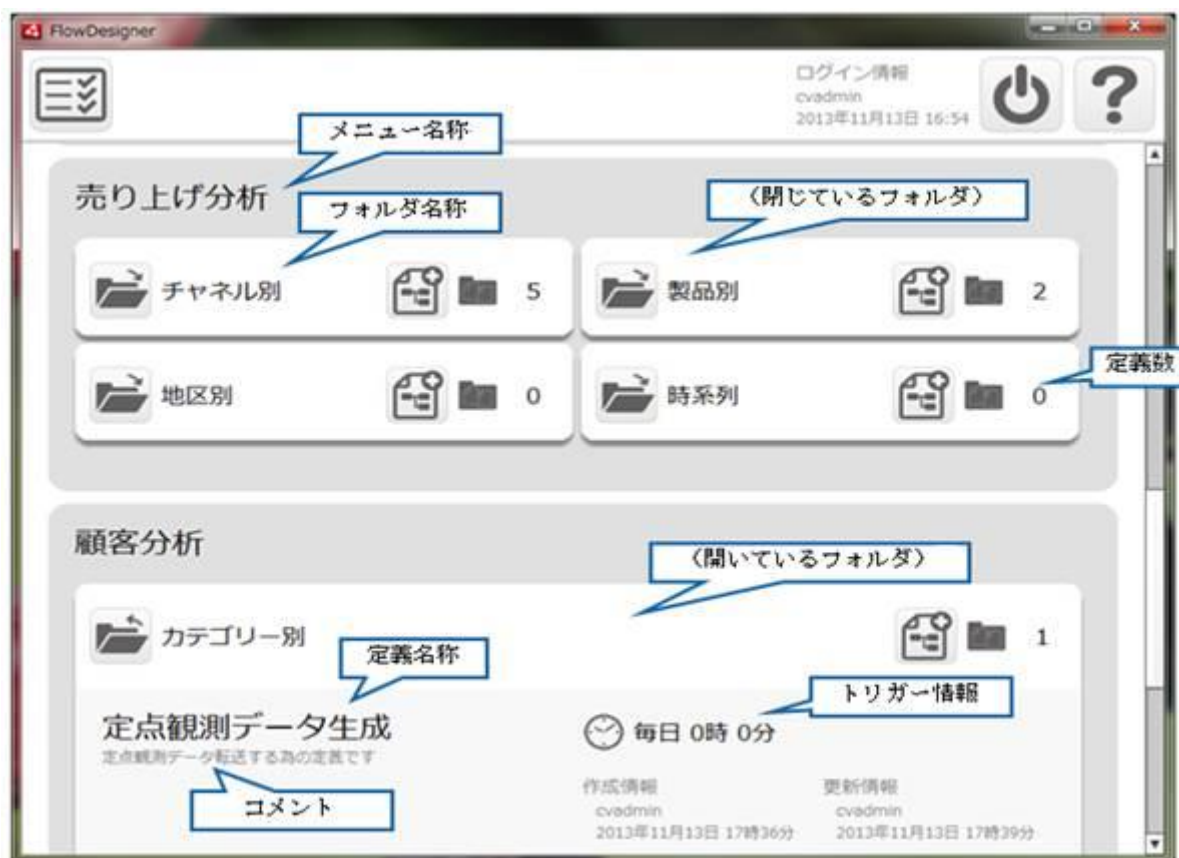 FlowDesigner
ログイン情報
cvadmin
2013年11月13日 16:54
?
メニュー名称
売り上げ分析
フォルダ名称
(閉じているフォルダ)
チャネル別
5
製品別
2
定義数
地区別
0
時系列
0
顧客分析
(開いているフォルダ)
カテゴリー別
1
定義名称
トリガー情報
定点観測データ生成
毎日 0時 0分
定点観測データ転送する為の定義です
コメント
作成情報
更新情報
cvadmin
cvadmin
2013年11月13日 17時36分
2013年11月13日 17時39分